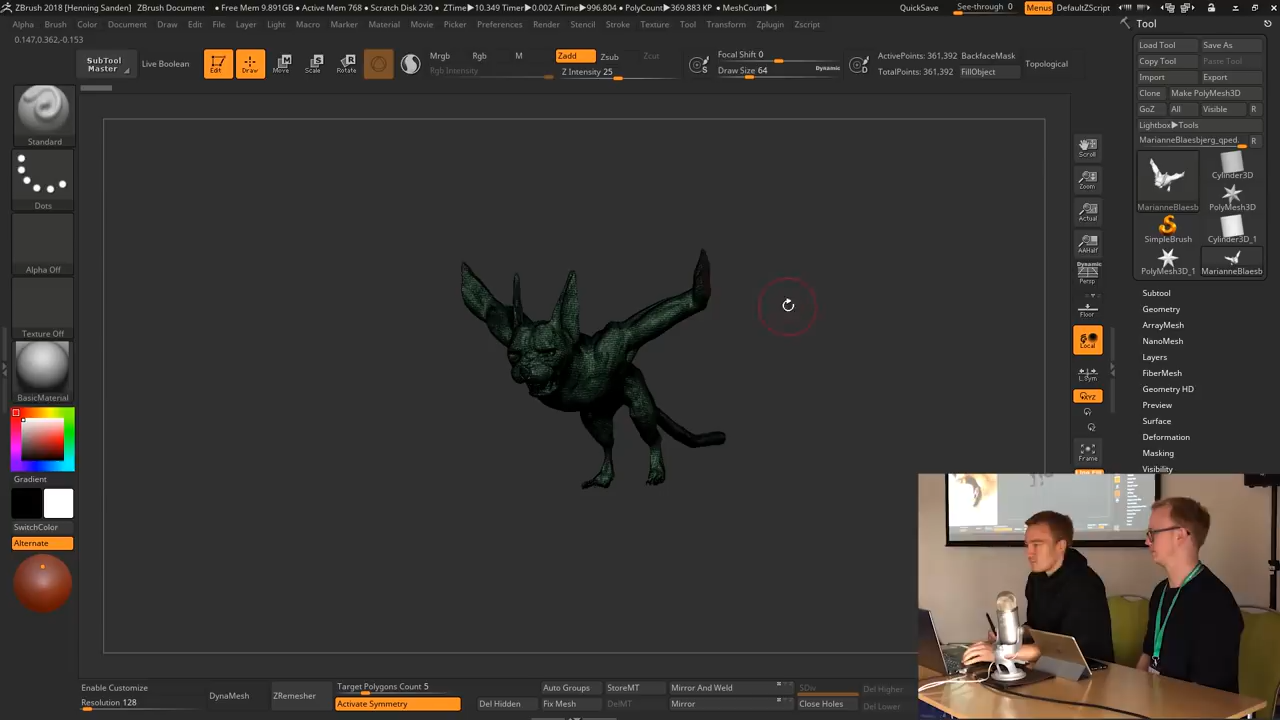 ZBrush 2018 [Henning Sanden]
ZBrush Document
• Free Mem 9.891GB • Active Mem 768 • Scratch Disk 230 • ZTime▶10.349 Timer▶0.002 ATime▶996.804 • PolyCount▶369.883 KP • MeshCount▶1
QuickSave
See-through 0
Menus
DefaultZScript
Alpha Brush Color Document Draw Edit File Layer Light Macro Marker Material Movie Picker Preferences Render Stencil Stroke Texture Tool Transform Zplugin Zscript
0.147,0.362,-0.153
SubTool
Master
Live Boolean
Edit
Draw
Move
Scale
Rotate
Mrgb
Rgb
M
Rgb Intensity
Zadd
Zsub
Zcut
Z Intensity 25
Focal Shift 0
Draw Size 64
Dynamic
S
D
ActivePoints: 361,392
TotalPoints: 361,392
BackfaceMask
FillObject
Topological
Standard
Dots
Alpha Off
Texture Off
BasicMaterial
Gradient
SwitchColor
Alternate
Scroll
Zoom
Actual
AAHalf
Dynamic
Persp
Floor
Local
L.Sym
XYZ
Frame
Tool
Load Tool
Save As
Copy Tool
Paste Tool
Import
Export
Clone
Make PolyMesh3D
GoZ
All
Visible
R
Lightbox▶Tools
MarianneBlaesbjerg_qped.
R
MarianneBlaesb
Cylinder3D
PolyMesh3D
SimpleBrush
Cylinder3D_1
PolyMesh3D_1
MarianneBlaesb
Subtool
Geometry
ArrayMesh
NanoMesh
Layers
FiberMesh
Geometry HD
Preview
Surface
Deformation
Masking
Visibility
Enable Customize
Resolution 128
DynaMesh
ZRemesher
Target Polygons Count 5
Activate Symmetry
Del Hidden
Auto Groups
Fix Mesh
StoreMT
DelMT
Mirror And Weld
Mirror
SDiv
Close Holes
Del Higher
Del Lower